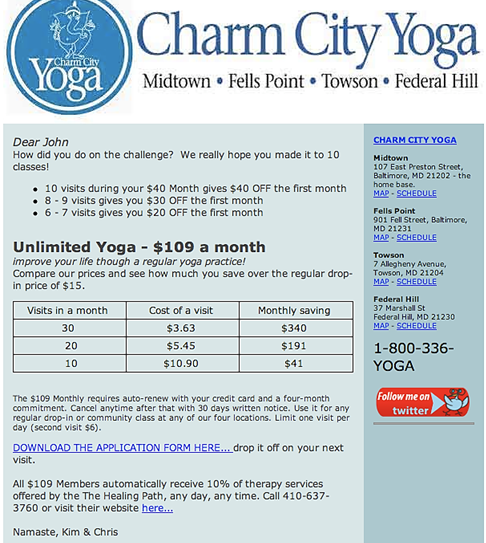 Charm City
Yoga
Charm City Yoga
Midtown • Fells Point • Towson • Federal Hill
Dear John
How did you do on the challenge? We really hope you made it to 10
classes!
• 10 visits during your $40 Month gives $40 OFF the first month
• 8 - 9 visits gives you $30 OFF the first month
• 6 - 7 visits gives you $20 OFF the first month
Unlimited Yoga - $109 a month
improve your life though a regular yoga practice!
Compare our prices and see how much you save over the regular drop-
in price of $15.
Visits in a month Cost of a visit Monthly saving
30 $3.63 $340
20 $5.45 $191
10 $10.90 $41
The $109 Monthly requires auto-renew with your credit card and a four-month
commitment. Cancel anytime after that with 30 days written notice. Use it for any
regular drop-in or community class at any of our four locations. Limit one visit per
day (second visit $6).
DOWNLOAD THE APPLICATION FORM HERE... drop it off on your next
visit.
All $109 Members automatically receive 10% of therapy services
offered by the The Healing Path, any day, any time. Call 410-637-
3760 or visit their website here...
Namaste, Kim & Chris
CHARM CITY YOGA
Midtown
107 East Preston Street,
Baltimore, MD 21202 - the
home base.
MAP - SCHEDULE
Fells Point
901 Fell Street, Baltimore,
MD 21231
MAP - SCHEDULE
Towson
7 Allegheny Avenue,
Towson, MD 21204
MAP - SCHEDULE
Federal Hill
37 Marshall St
Federal Hill, MD 21230
MAP - SCHEDULE
1-800-336-
YOGA
Follow me on
twitter